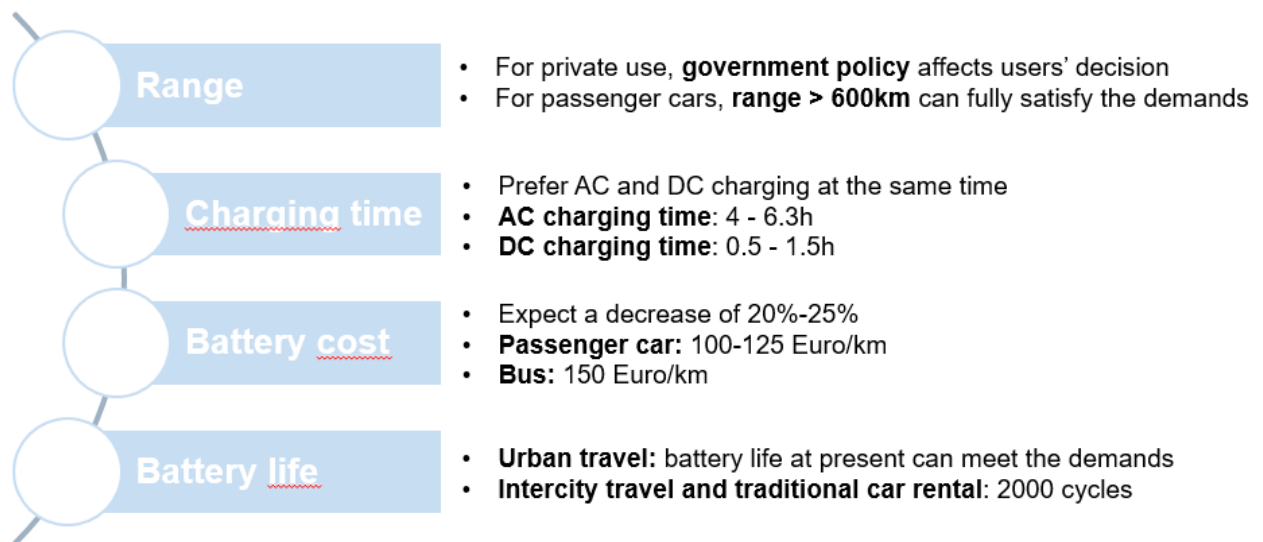 Range
• For private use, government policy affects users’ decision
• For passenger cars, range > 600km can fully satisfy the demands
Charging time
• Prefer AC and DC charging at the same time
• AC charging time: 4 - 6.3h
• DC charging time: 0.5 - 1.5h
Battery cost
• Expect a decrease of 20%-25%
• Passenger car: 100-125 Euro/km
• Bus: 150 Euro/km
Battery life
• Urban travel: battery life at present can meet the demands
• Intercity travel and traditional car rental: 2000 cycles